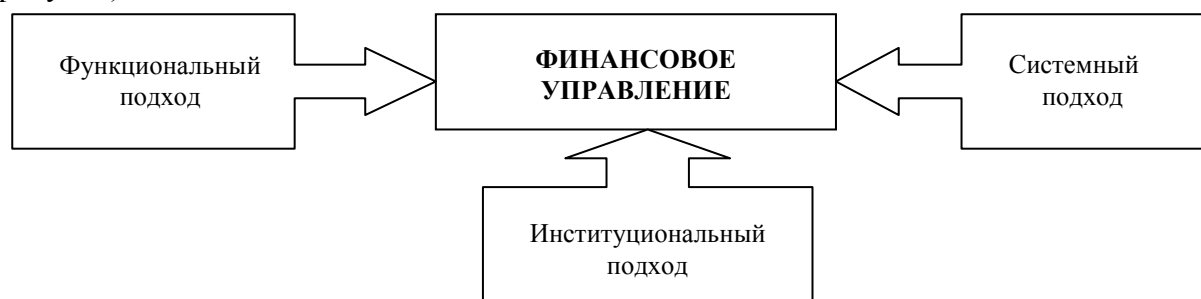 Функциональный
подход
ФИНАНСОВОЕ
УПРАВЛЕНИЕ
Системный
подход
Институциональный
подход